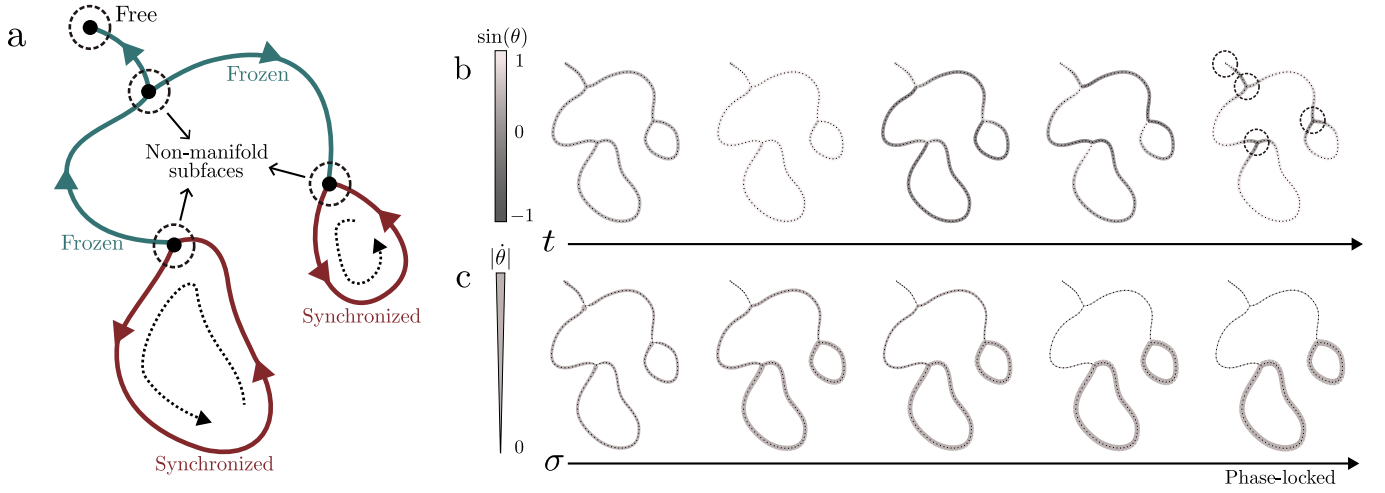 a
Free
Frozen
Non-manifold
subfaces
Frozen
Synchronized
Synchronized
b
sin(θ)
1
0
−1
t
c
|θ̇|
0
σ
Phase-locked